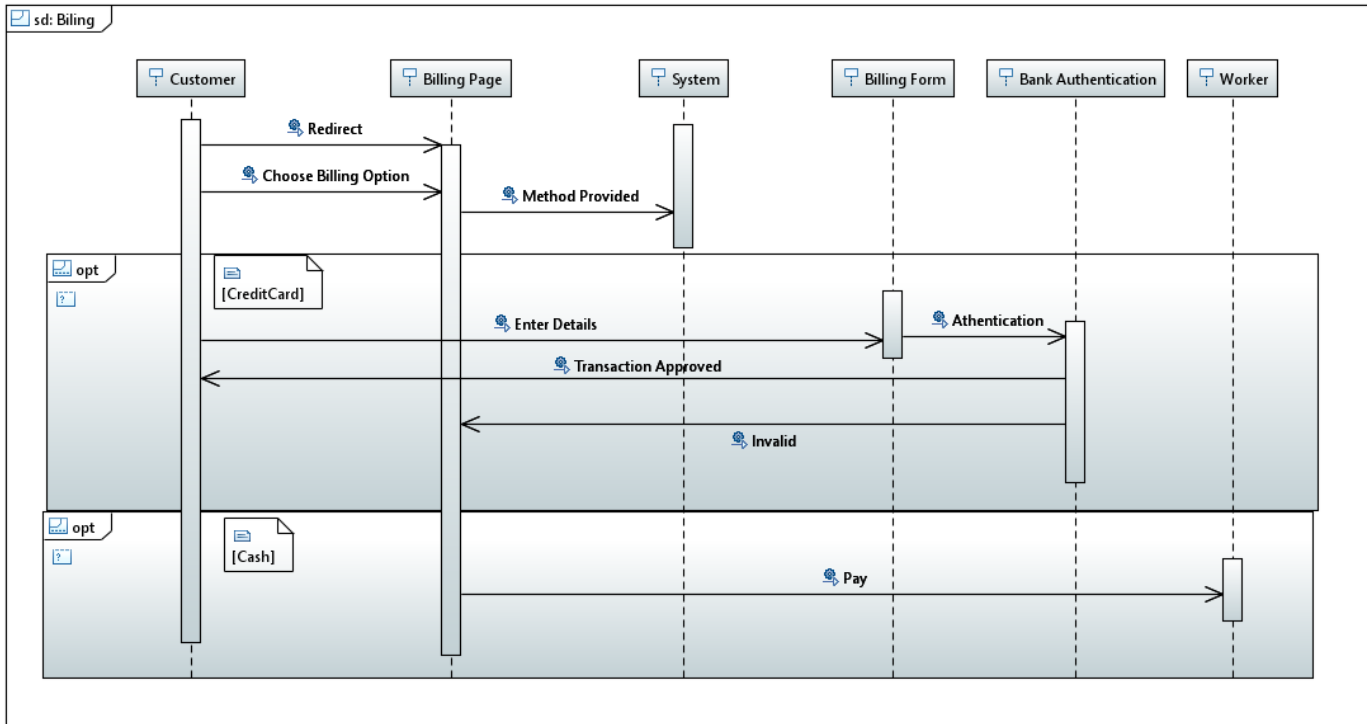 sd: Biling
Customer
Billing Page
System
Billing Form
Bank Authentication
Worker
Redirect
Choose Billing Option
Method Provided
opt
?
[CreditCard]
Enter Details
Athentication
Transaction Approved
Invalid
opt
?
[Cash]
Pay